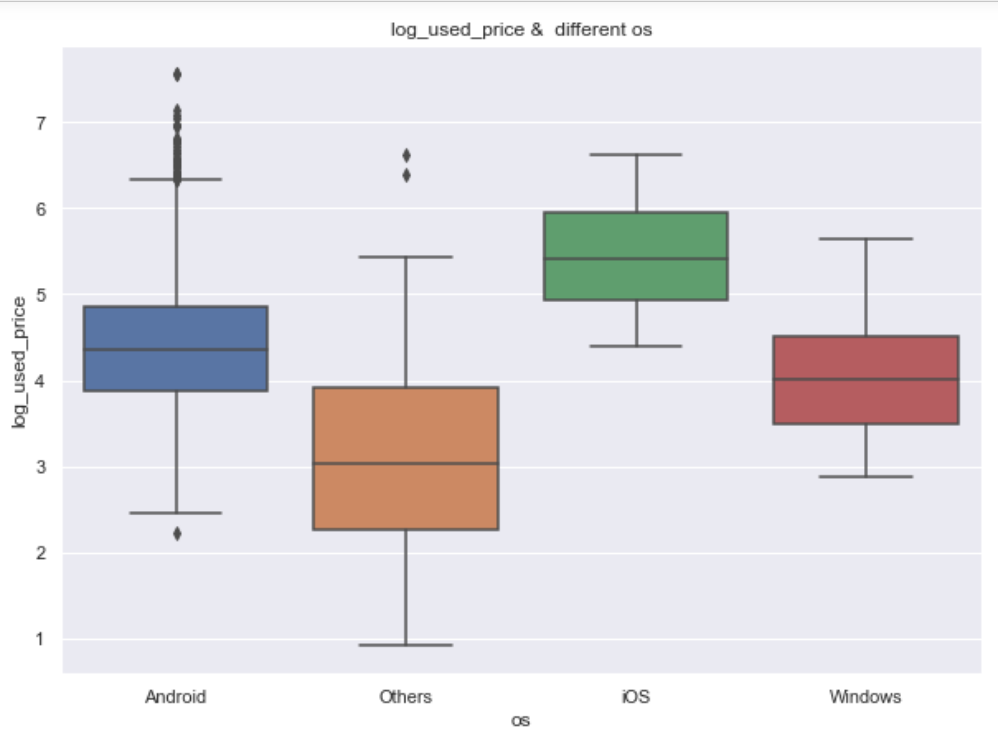 log_used_price &  different os
log_used_price
7
6
5
4
3
2
1
Android
Others
iOS
Windows
os